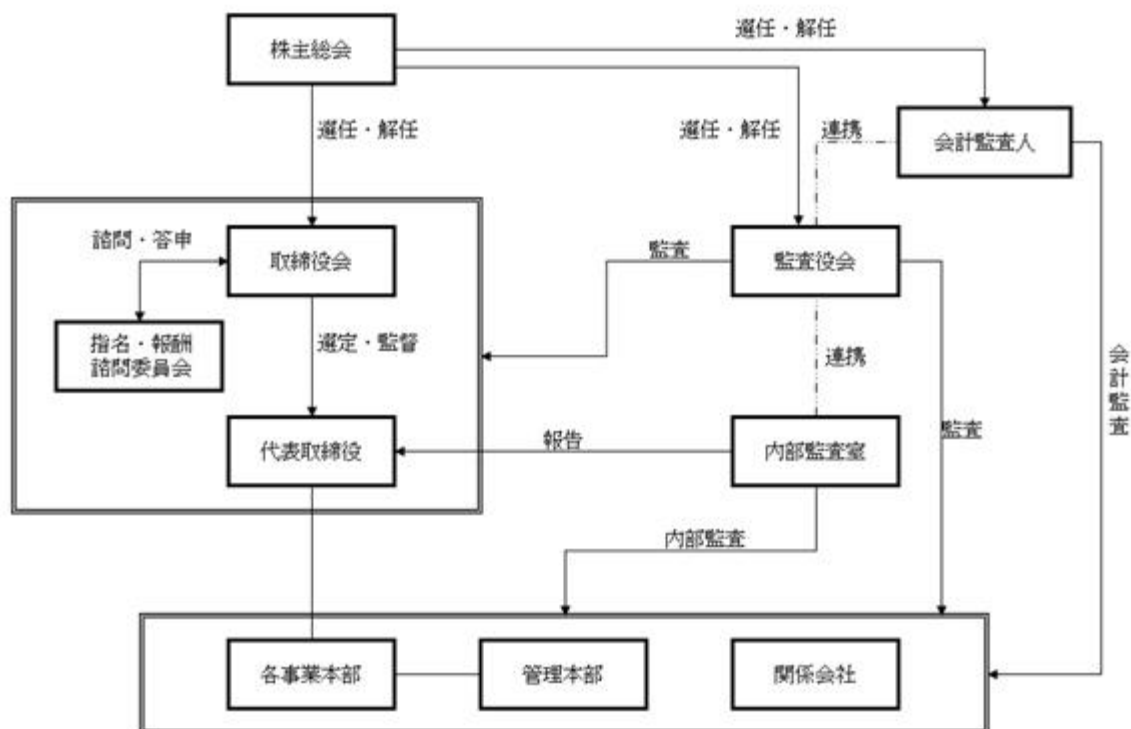 株主総会
選任・解任
選任・解任
選任・解任
連携
会計監査人
諮問・答申
取締役会
監査
監査役会
指名・報酬
諮問委員会
選定・監督
連携
会計監査
代表取締役
報告
内部監査室
監査
内部監査
各事業本部
管理本部
関係会社